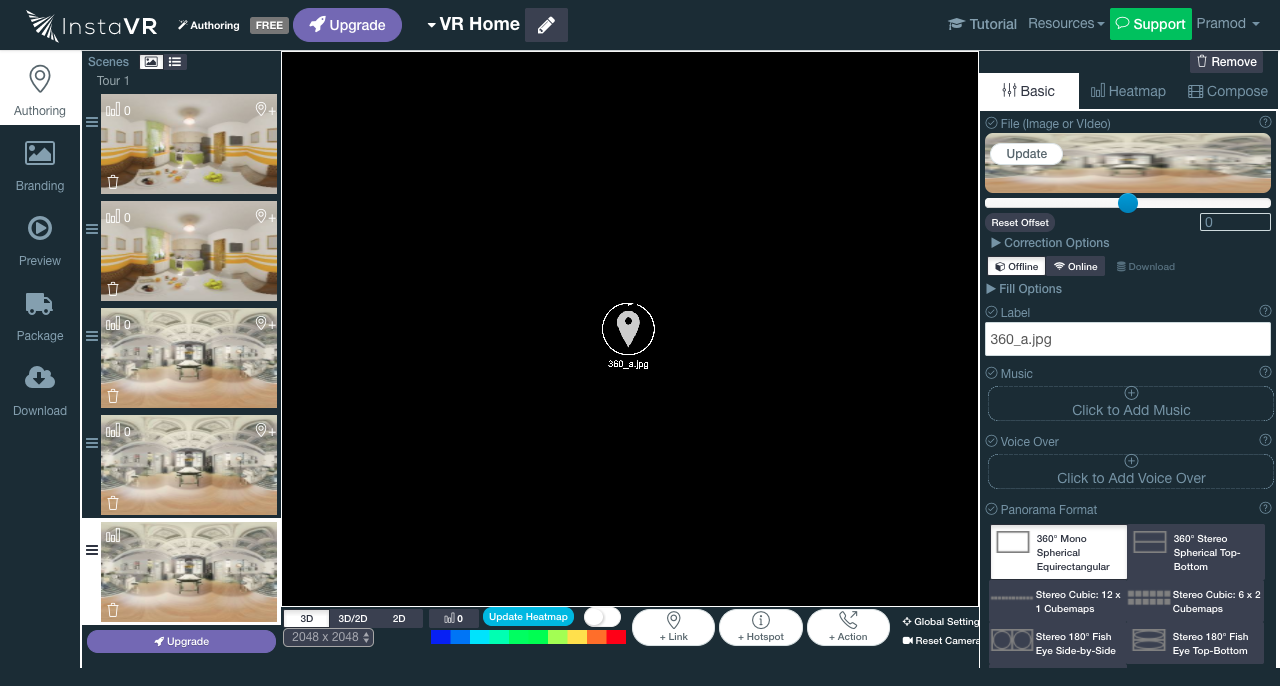 InstaVR
Authoring
FREE
Upgrade
VR Home
Tutorial
Resources
Support
Pramod
Scenes
Tour 1
0
+
0
+
0
+
0
+
Upgrade
Authoring
Branding
Preview
Package
Download
360_a.jpg
3D
3D/2D
2D
2048 x 2048
0
Update Heatmap
+ Link
+ Hotspot
+ Action
Global Setting
Reset Camera
Remove
Basic
Heatmap
Compose
File (Image or VIdeo)
Update
Reset Offset
0
Correction Options
Offline
Online
Download
Fill Options
Label
360_a.jpg
Music
Click to Add Music
Voice Over
Click to Add Voice Over
Panorama Format
360° Mono
Spherical
Equirectangular
360° Stereo
Spherical Top-
Bottom
Stereo Cubic: 12 x
1 Cubemaps
Stereo Cubic: 6 x 2
Cubemaps
Stereo 180° Fish
Eye Side-by-Side
Stereo 180° Fish
Eye Top-Bottom